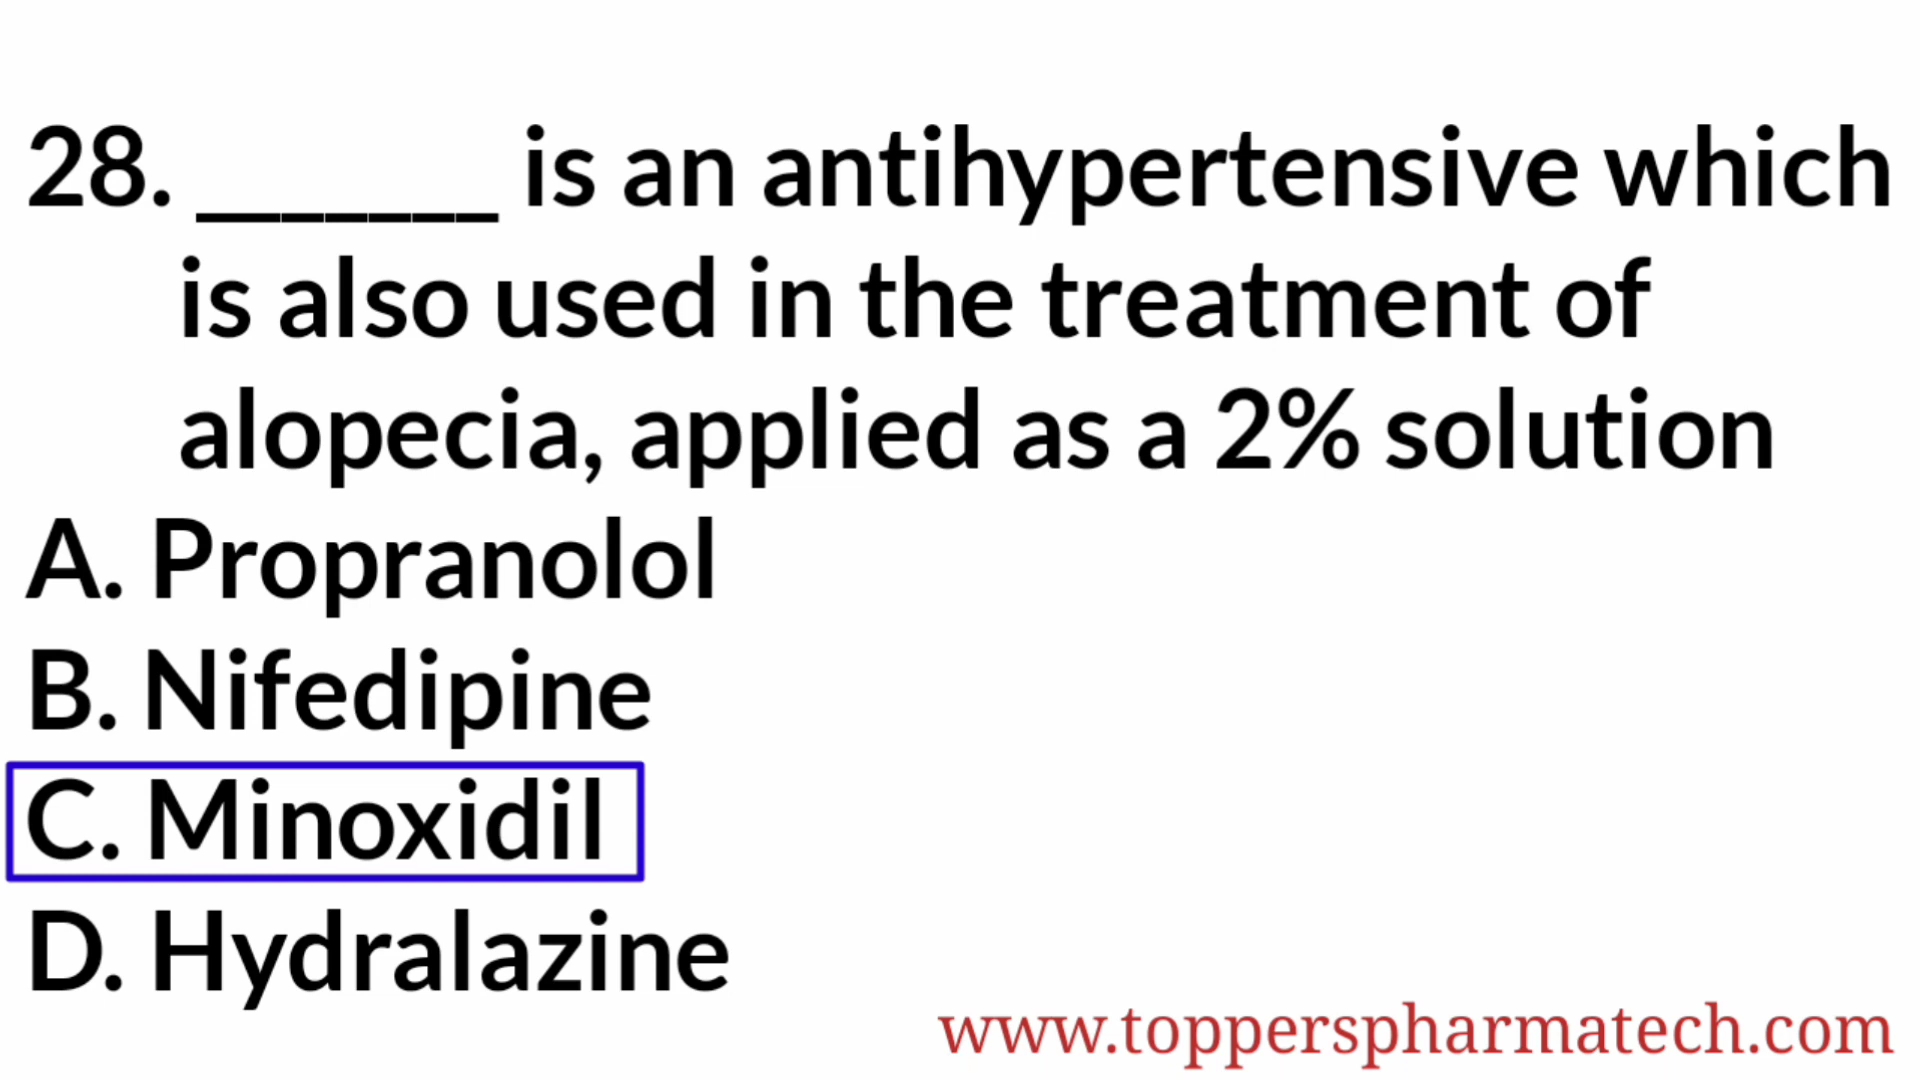 28. _______ is an antihypertensive which
is also used in the treatment of
alopecia, applied as a 2% solution
A. Propranolol
B. Nifedipine
C. Minoxidil
D. Hydralazine
www.topperspharmatech.com